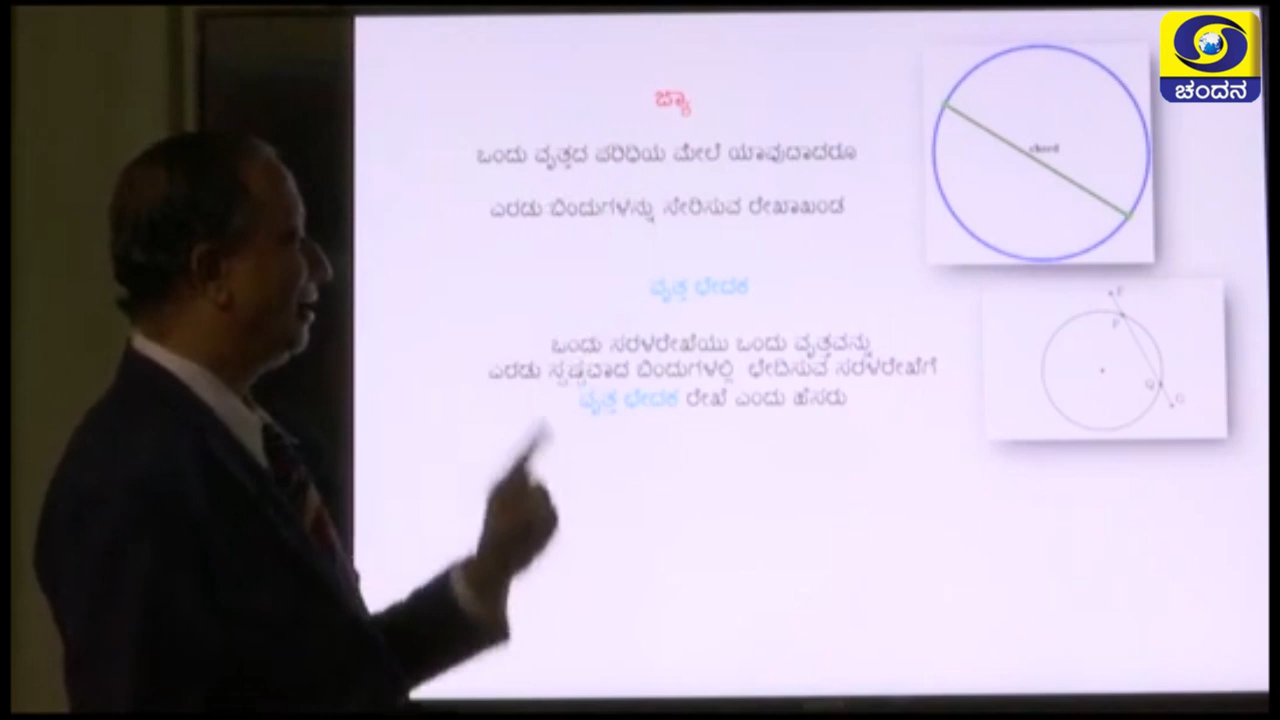 ಚಂದನ
ಜ್ಯಾ
ಒಂದು ವೃತ್ತದ ಪರಿಧಿಯ ಮೇಲೆ ಯಾವುದಾದರೂ
ಎರಡು ಬಿಂದುಗಳನ್ನು ಸೇರಿಸುವ ರೇಖಾಖಂಡ
chord
ವೃತ್ತ ಛೇದಕ
ಒಂದು ಸರಳರೇಖೆಯು ಒಂದು ವೃತ್ತವನ್ನು
ಎರಡು ಸ್ಪಷ್ಟವಾದ ಬಿಂದುಗಳಲ್ಲಿ ಛೇದಿಸುವ ಸರಳರೇಖೆಗೆ
ವೃತ್ತ ಛೇದಕ ರೇಖೆ ಎಂದು ಹೆಸರು
P
Q